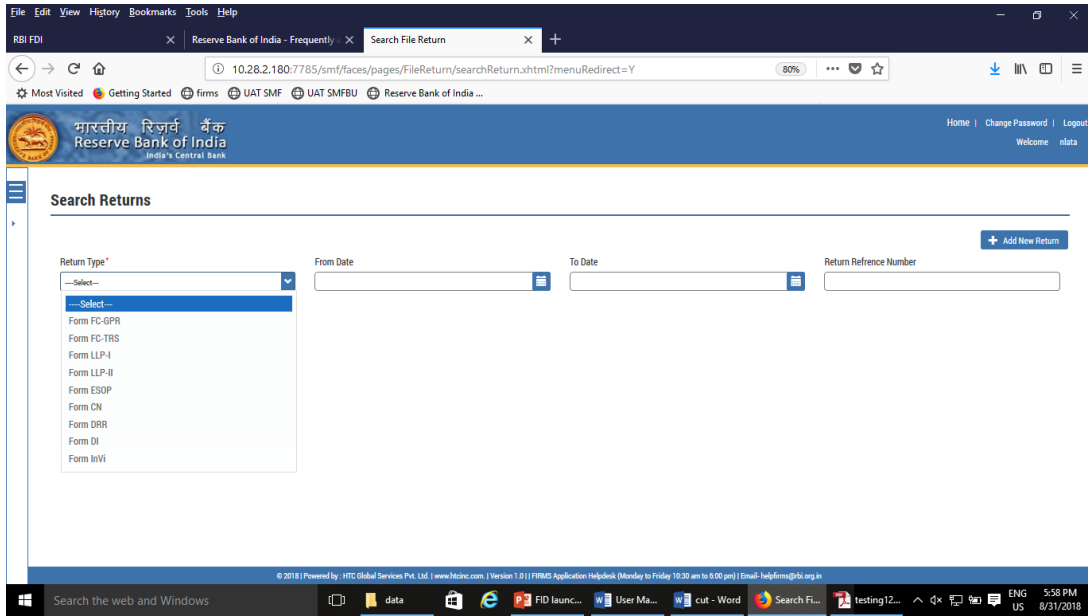 File Edit View History Bookmarks Tools Help
RBI FDI
Reserve Bank of India - Frequently
Search File Return
10.28.2.180:7785/smf/faces/pages/FileReturn/searchReturn.xhtml?menuRedirect=Y
80%
Most Visited Getting Started firms UAT SMF UAT SMFBU Reserve Bank of India ...
भारतीय रिज़र्व बैंक
Reserve Bank of India
India's Central Bank
Home | Change Password | Logout
Welcome nlata
Search Returns
Add New Return
Return Type* From Date To Date Return Refrence Number
----Select---
----Select---
Form FC-GPR
Form FC-TRS
Form LLP-I
Form LLP-II
Form ESOP
Form CN
Form DRR
Form DI
Form InVi
© 2018 | Powered by : HTC Global Services Pvt. Ltd. | www.htcinc.com. | Version 1.0 | | FIRMS Application Helpdesk (Monday to Friday 10:30 am to 6:00 pm) | Email- helpfirms@rbi.org.in
Search the web and Windows
data
FID launc...
User Ma...
cut - Word
Search Fi...
testing12...
ENG
US
5:58 PM
8/31/2018